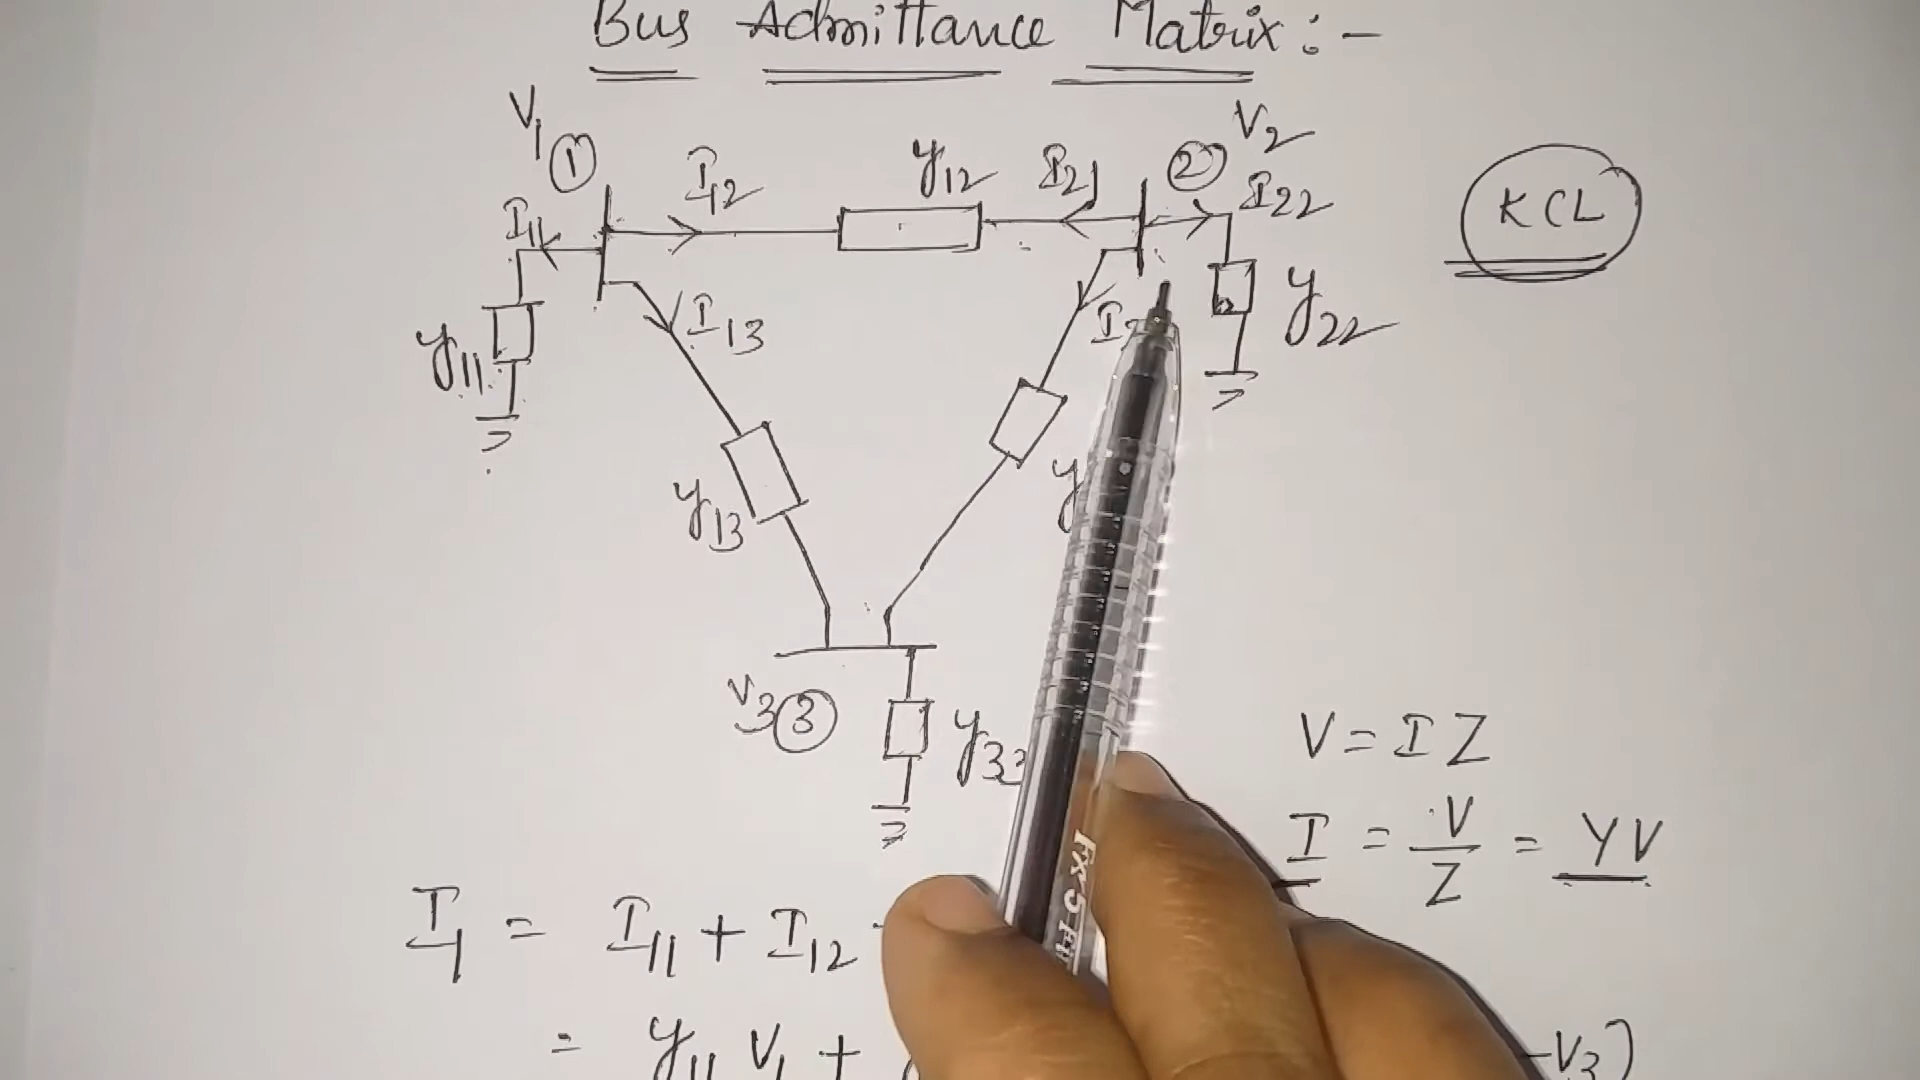 Bus Admittance Matrix :-
V1 ① I12 y12 I21 ② V2
I11 I22 KCL
I13
y11 y22
y13
V3 ③ y33
V = I Z
I = V/Z = YV
I1 = I11 + I12
= y11 V1 + -V3)